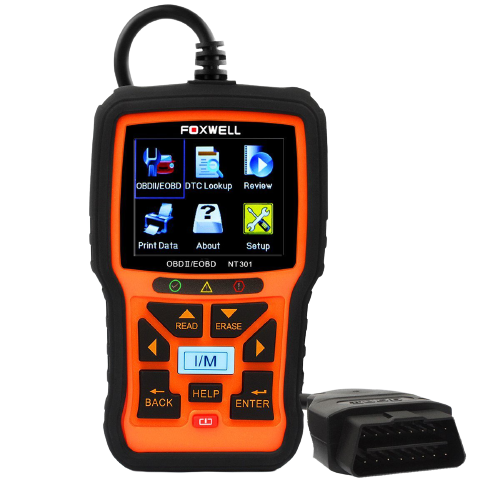 FOXWELL
OBDII/EOBD DTC Lookup Review
Print Data About Setup
OBDII/EOBD NT301
READ ERASE
I/M
BACK HELP ENTER